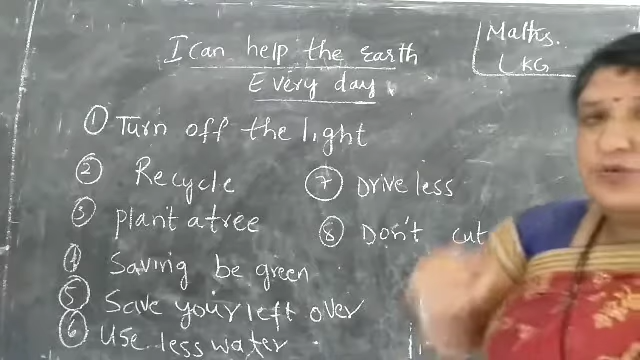 I can help the Earth
Every day
Maths.
LKG
① Turn off the light
② Recycle
③ plant a tree
④ Saving be green
⑤ Save your left over
⑥ Use less water
⑦ Drive less
⑧ Don't cut